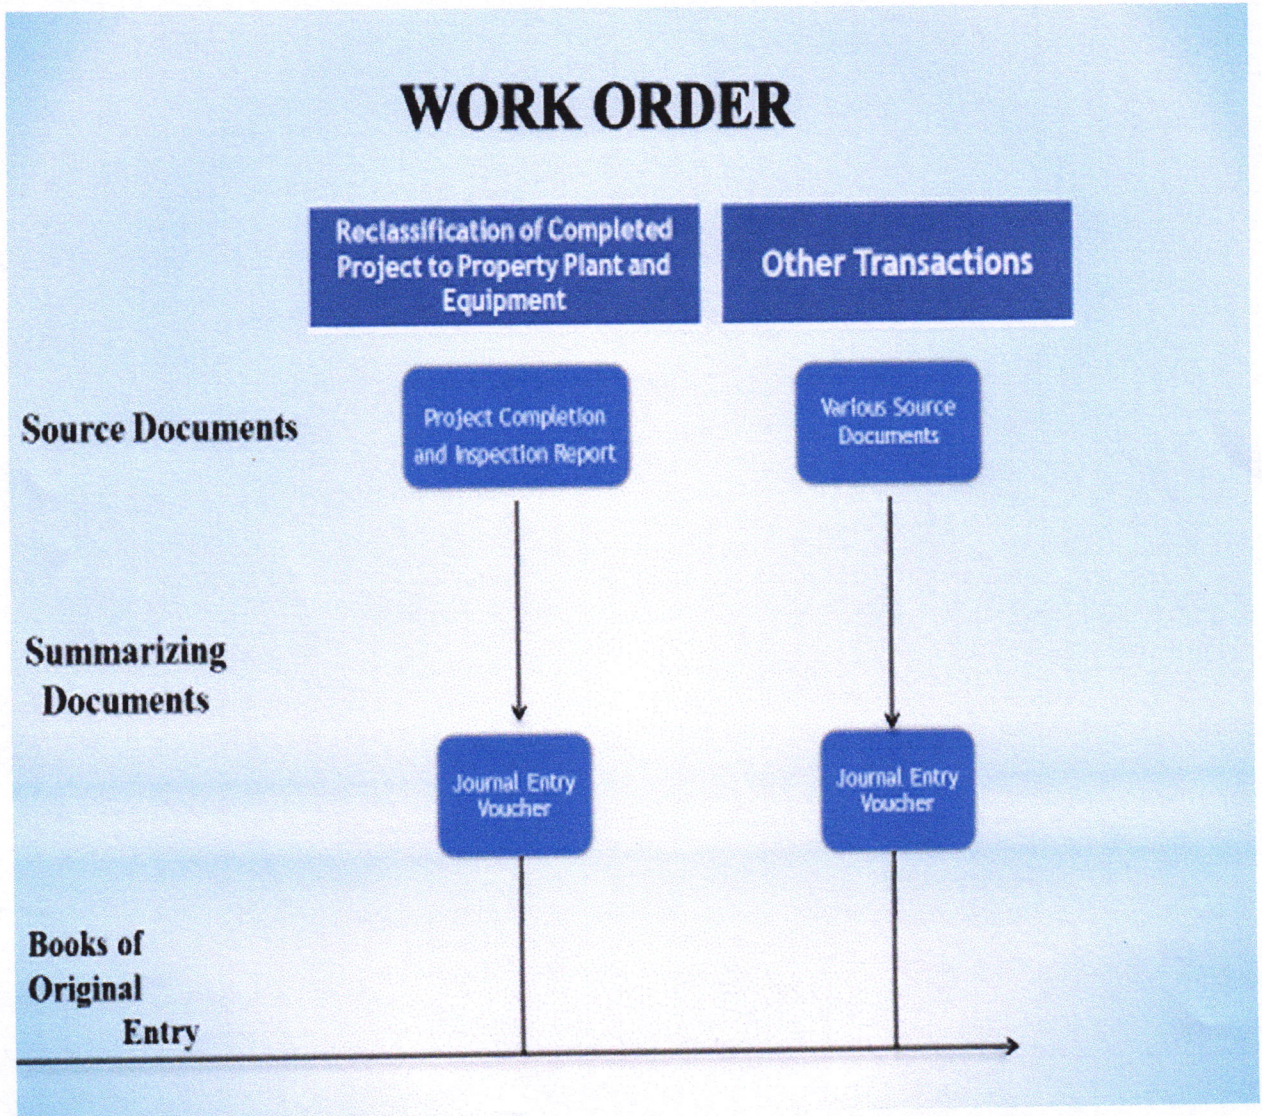 WORK ORDER
Reclassification of Completed
Project to Property Plant and
Equipment
Other Transactions
Source Documents
Project Completion
and Inspection Report
Various Source
Documents
Summarizing
Documents
Journal Entry
Voucher
Journal Entry
Voucher
Books of
Original
Entry